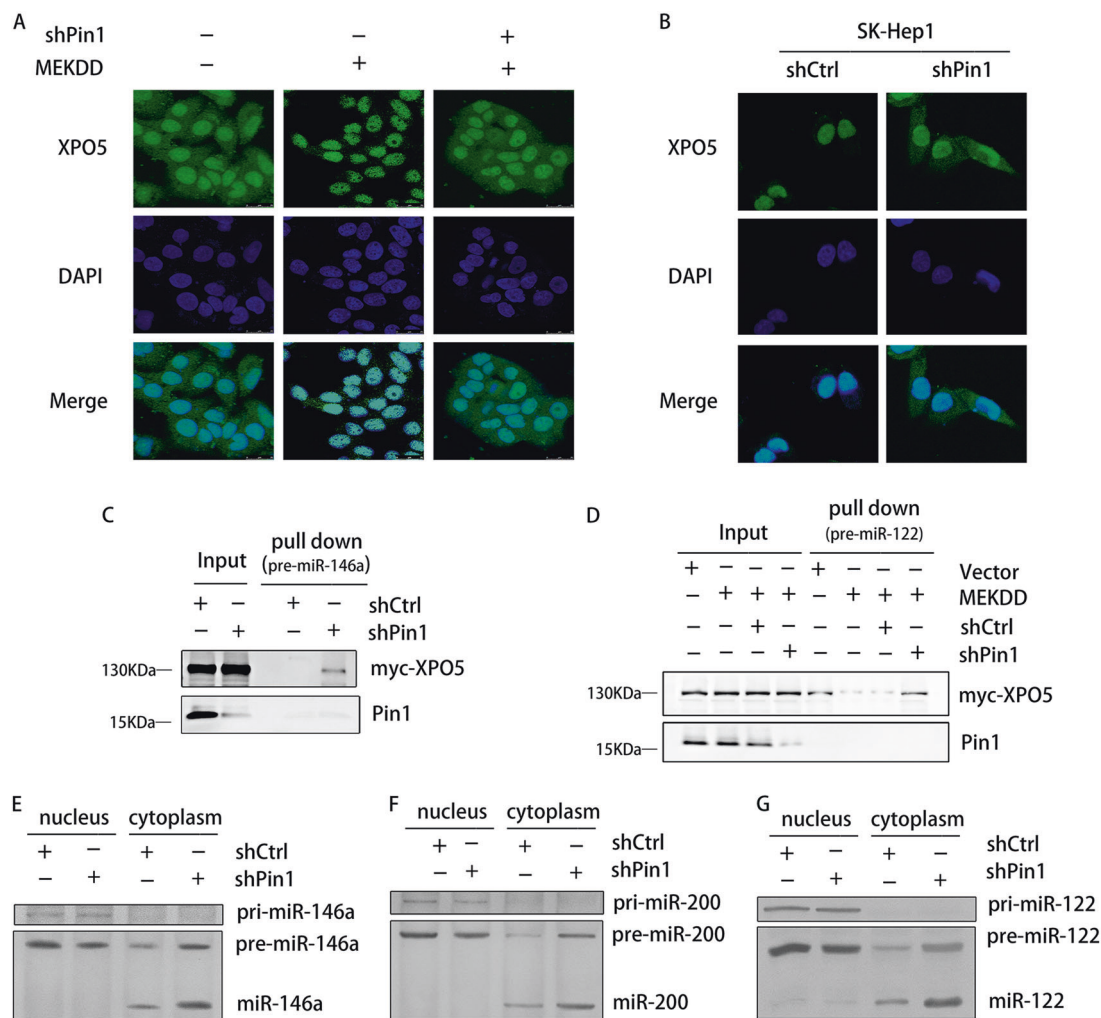 A
shPin1 – – +
MEKDD – + +
XPO5
DAPI
Merge
B
SK-Hep1
shCtrl shPin1
XPO5
DAPI
Merge
C
Input pull down
(pre-miR-146a)
+ – + – shCtrl
– + – + shPin1
130KDa myc-XPO5
15KDa Pin1
D
Input pull down
(pre-miR-122)
+ – – – + – – – Vector
– + + + – + + + MEKDD
– – + – – – + – shCtrl
– – – + – – – + shPin1
130KDa myc-XPO5
15KDa Pin1
E
nucleus cytoplasm
+ – + – shCtrl
– + – + shPin1
pri-miR-146a
pre-miR-146a
miR-146a
F
nucleus cytoplasm
+ – + – shCtrl
– + – + shPin1
pri-miR-200
pre-miR-200
miR-200
G
nucleus cytoplasm
+ – + – shCtrl
– + – + shPin1
pri-miR-122
pre-miR-122
miR-122